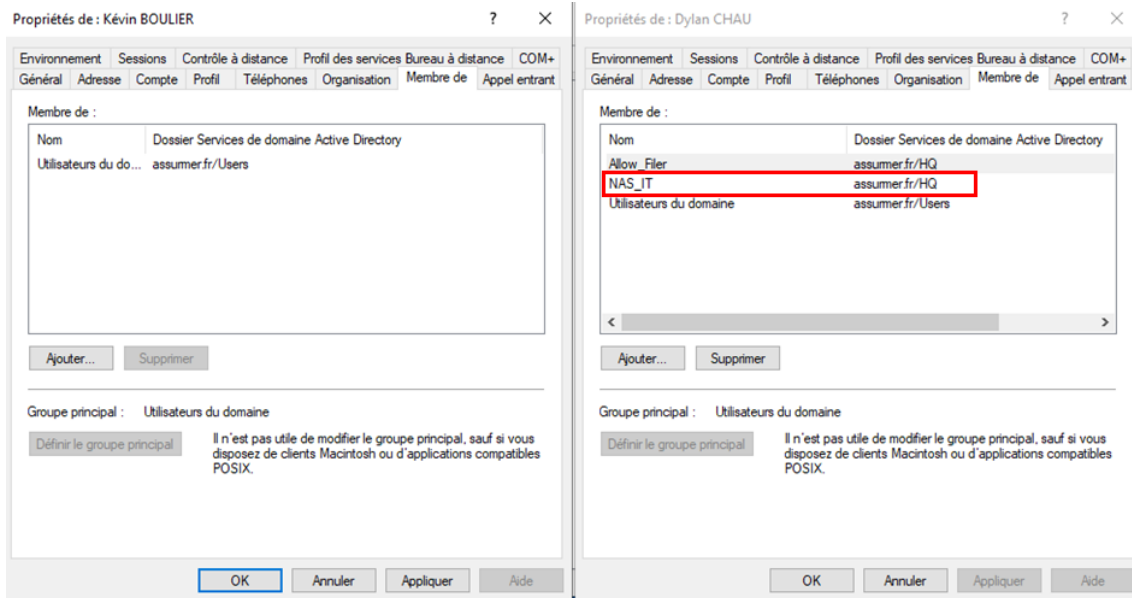 Propriétés de : Kévin BOULIER ? ×
Environnement Sessions Contrôle à distance Profil des services Bureau à distance COM+
Général Adresse Compte Profil Téléphones Organisation Membre de Appel entrant
Membre de :
Nom Dossier Services de domaine Active Directory
Utilisateurs du do... assurmer.fr/Users
Ajouter... Supprimer
Groupe principal : Utilisateurs du domaine
Définir le groupe principal
Il n'est pas utile de modifier le groupe principal, sauf si vous
disposez de clients Macintosh ou d'applications compatibles
POSIX.
OK Annuler Appliquer Aide
Propriétés de : Dylan CHAU ? ×
Environnement Sessions Contrôle à distance Profil des services Bureau à distance COM+
Général Adresse Compte Profil Téléphones Organisation Membre de Appel entrant
Membre de :
Nom Dossier Services de domaine Active Directory
Allow_Filer assurmer.fr/HQ
NAS_IT assurmer.fr/HQ
Utilisateurs du domaine assurmer.fr/Users
Ajouter... Supprimer
Groupe principal : Utilisateurs du domaine
Définir le groupe principal
Il n'est pas utile de modifier le groupe principal, sauf si vous
disposez de clients Macintosh ou d'applications compatibles
POSIX.
OK Annuler Appliquer Aide